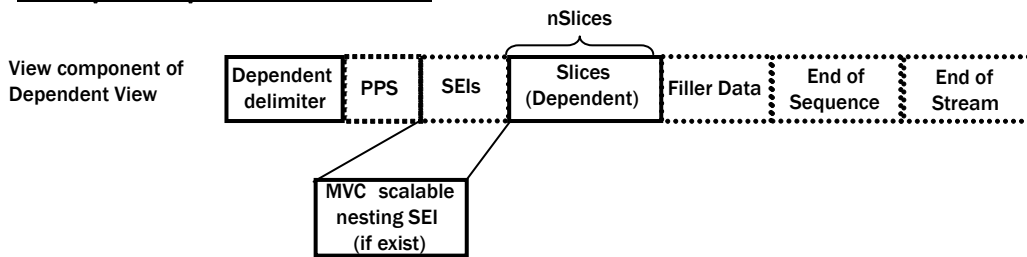 nSlices
View component of
Dependent View
Dependent
delimiter
PPS
SEIs
Slices
(Dependent)
Filler Data
End of
Sequence
End of
Stream
MVC scalable
nesting SEI
(if exist)